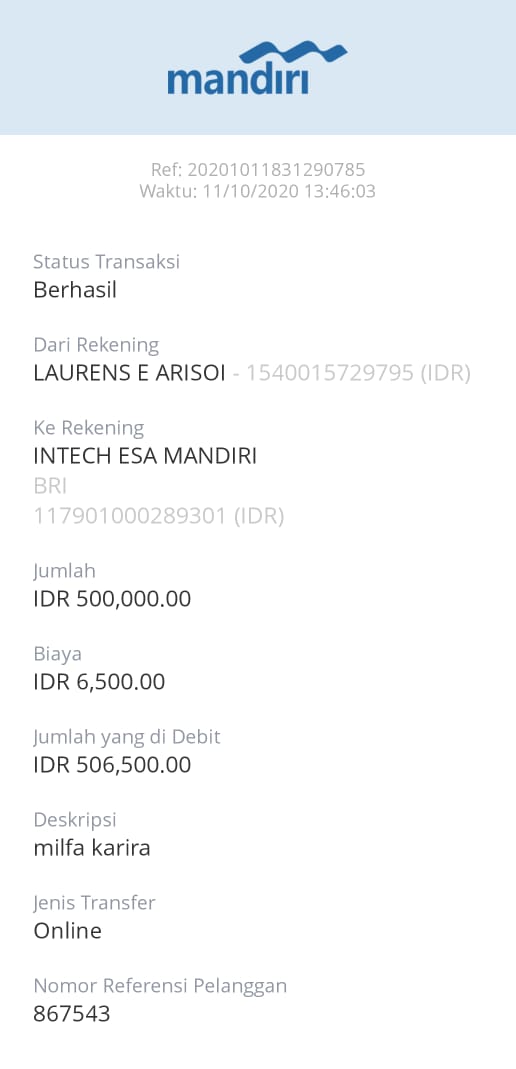 mandiri
Ref: 20201011831290785
Waktu: 11/10/2020 13:46:03
Status Transaksi
Berhasil
Dari Rekening
LAURENS E ARISOI - 1540015729795 (IDR)
Ke Rekening
INTECH ESA MANDIRI
BRI
117901000289301 (IDR)
Jumlah
IDR 500,000.00
Biaya
IDR 6,500.00
Jumlah yang di Debit
IDR 506,500.00
Deskripsi
milfa karira
Jenis Transfer
Online
Nomor Referensi Pelanggan
867543